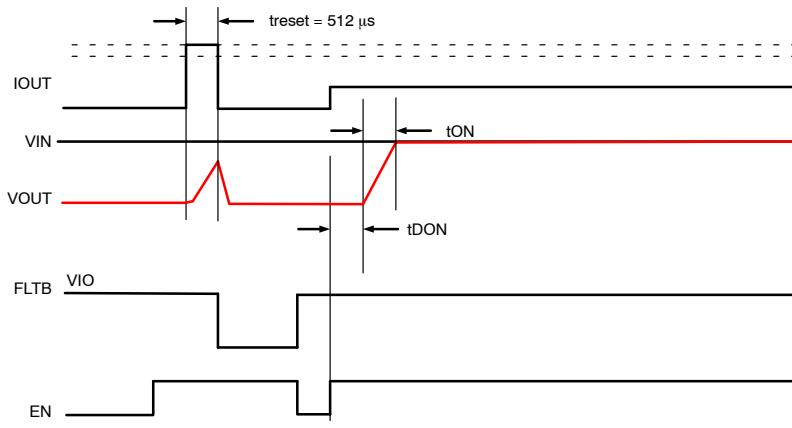 treset = 512 μs
IOUT
tON
VIN
VOUT
tDON
VIO
FLTB
EN